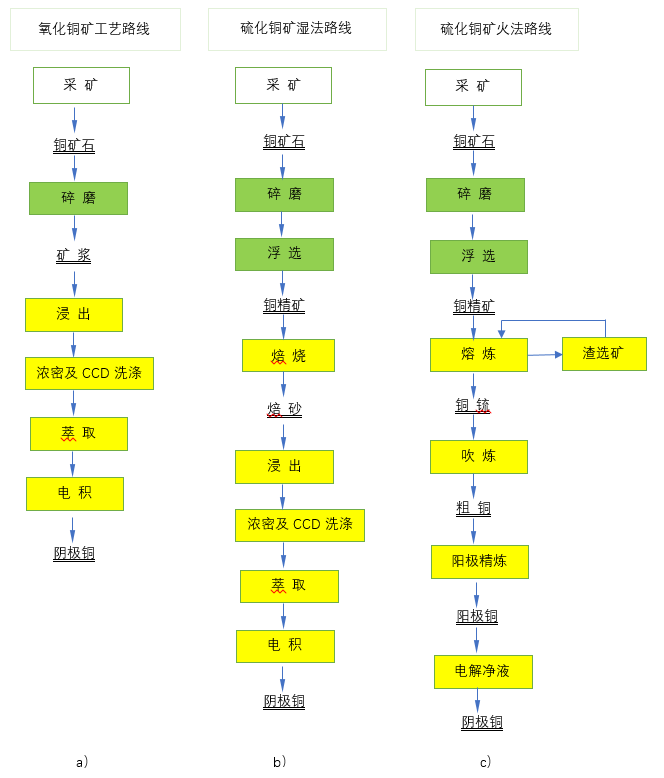 氧化铜矿工艺路线
采 矿
铜矿石
碎 磨
矿 浆
浸 出
浓密及 CCD 洗涤
萃 取
电 积
阴极铜
a）
硫化铜矿湿法路线
采 矿
铜矿石
碎 磨
浮 选
铜精矿
焙 烧
焙 砂
浸 出
浓密及 CCD 洗涤
萃 取
电 积
阴极铜
b）
硫化铜矿火法路线
采 矿
铜矿石
碎 磨
浮 选
铜精矿
熔 炼
渣选矿
铜 锍
吹 炼
粗 铜
阳极精炼
阳极铜
电解净液
阴极铜
c）